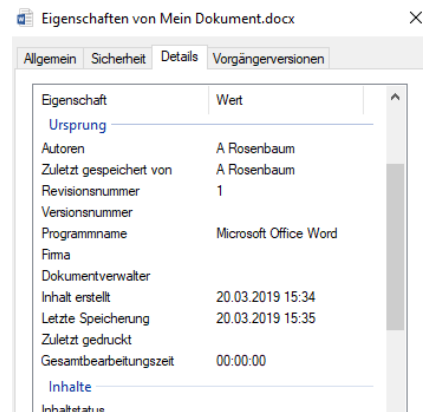 Eigenschaften von Mein Dokument.docx
Allgemein Sicherheit Details Vorgängerversionen
Eigenschaft Wert
Ursprung
Autoren A Rosenbaum
Zuletzt gespeichert von A Rosenbaum
Revisionsnummer 1
Versionsnummer
Programmname Microsoft Office Word
Firma
Dokumentverwalter
Inhalt erstellt 20.03.2019 15:34
Letzte Speicherung 20.03.2019 15:35
Zuletzt gedruckt
Gesamtbearbeitungszeit 00:00:00
Inhalte
Inhaltstatus